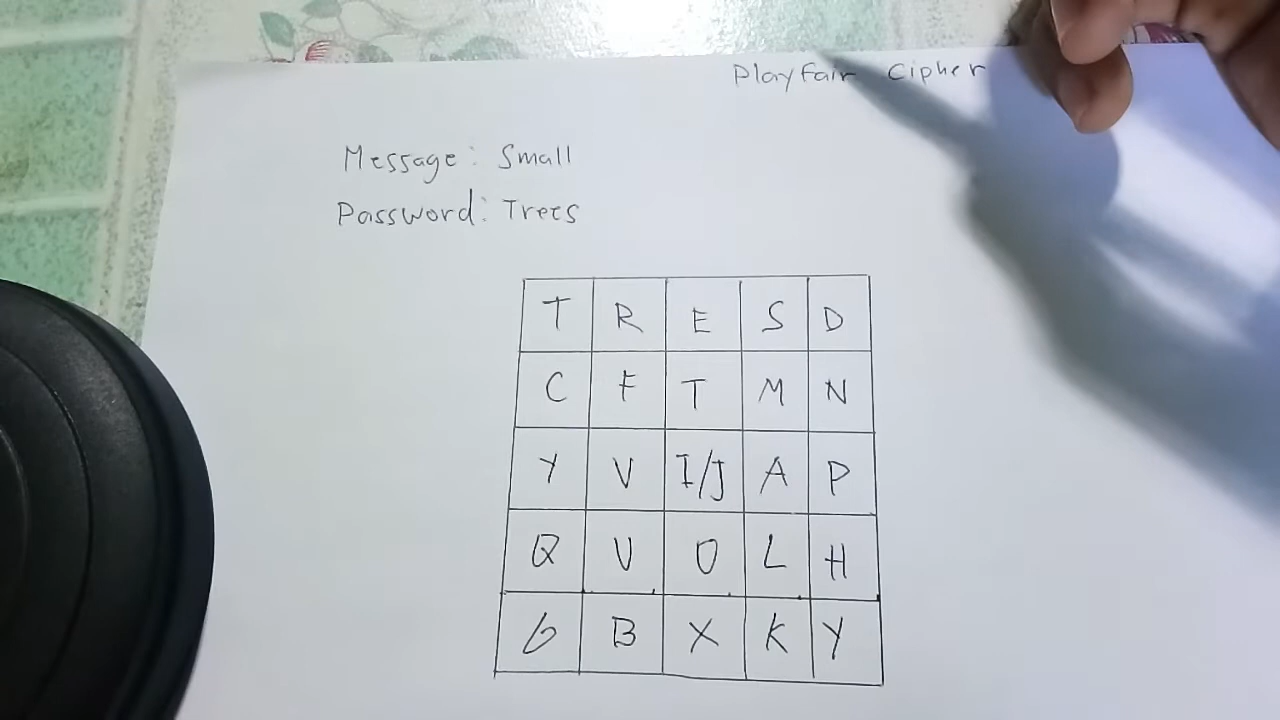 Playfair Cipher
Message: Small
Password: Trees
T R E S D
C F T M N
Y V I/J A P
Q U O L H
G B X K Y